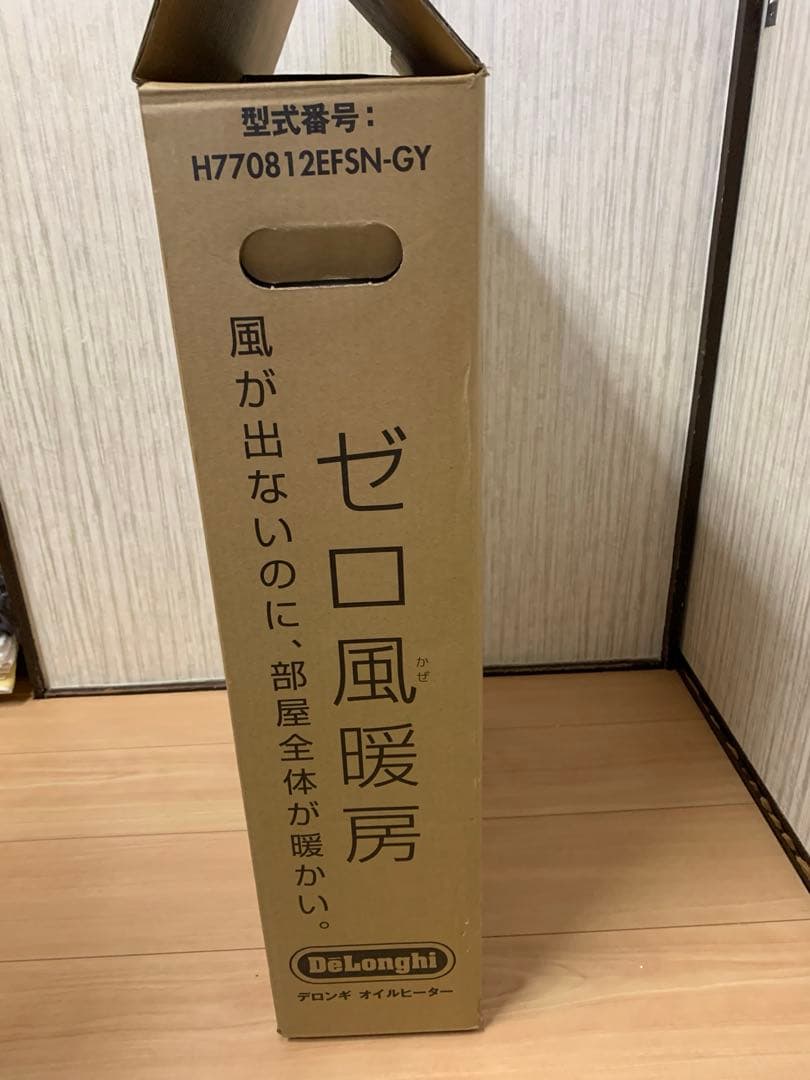 型式番号：
H770812EFSN-GY
ゼロ風暖房
かぜ
風が出ないのに、部屋全体が暖かい。
DeLonghi
デロンギ オイルヒーター